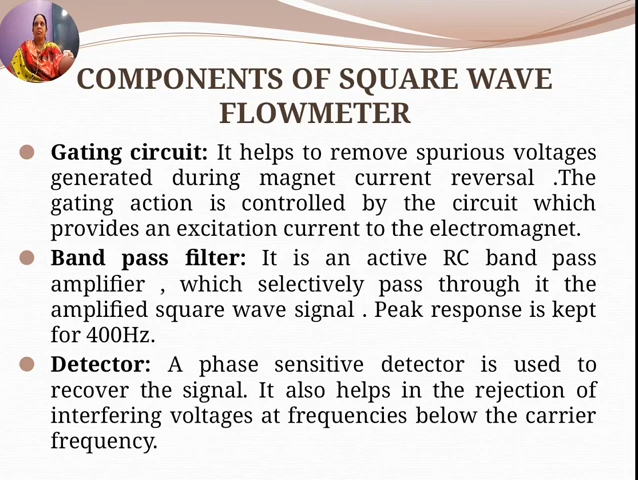 COMPONENTS OF SQUARE WAVE
FLOWMETER
Gating circuit: It helps to remove spurious voltages
generated during magnet current reversal .The
gating action is controlled by the circuit which
provides an excitation current to the electromagnet.
Band pass filter: It is an active RC band pass
amplifier , which selectively pass through it the
amplified square wave signal . Peak response is kept
for 400Hz.
Detector: A phase sensitive detector is used to
recover the signal. It also helps in the rejection of
interfering voltages at frequencies below the carrier
frequency.